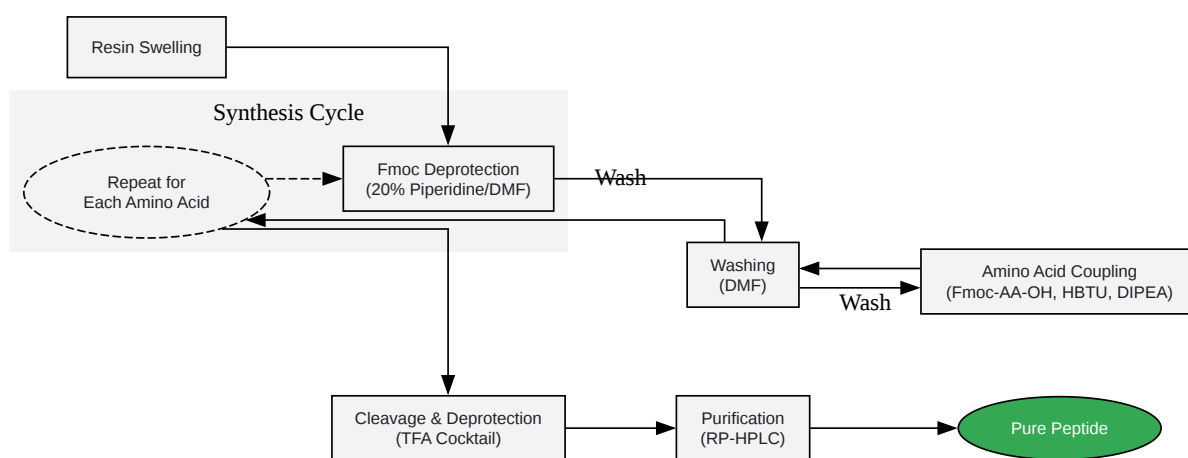 Resin Swelling
Synthesis Cycle
Repeat for
Each Amino Acid
Fmoc Deprotection
(20% Piperidine/DMF)
Wash
Washing
(DMF)
Wash
Amino Acid Coupling
(Fmoc-AA-OH, HBTU, DIPEA)
Cleavage & Deprotection
(TFA Cocktail)
Purification
(RP-HPLC)
Pure Peptide